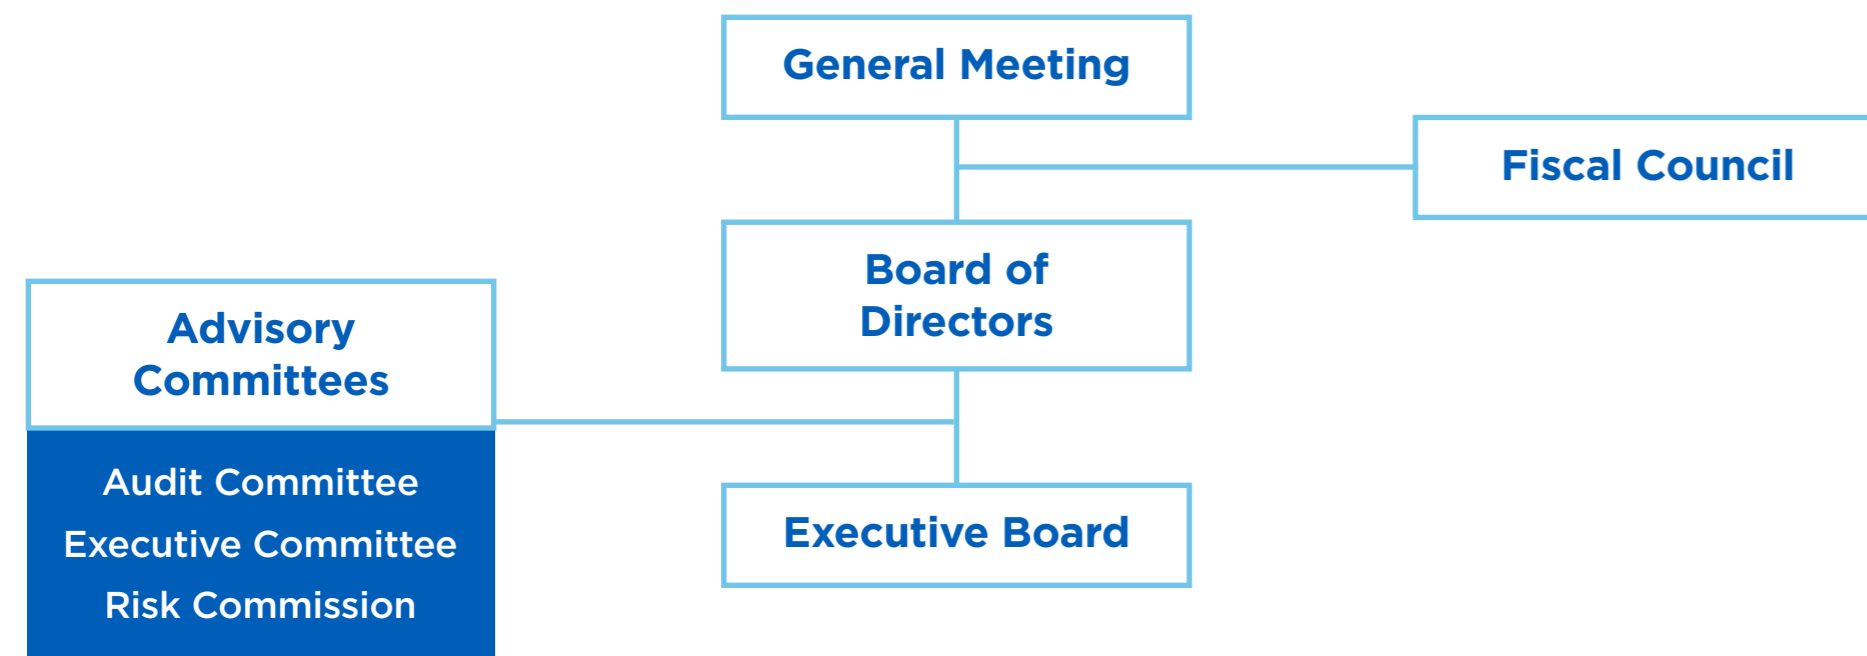 General Meeting
Fiscal Council
Board of
Directors
Advisory
Committees
Audit Committee
Executive Committee
Risk Commission
Executive Board